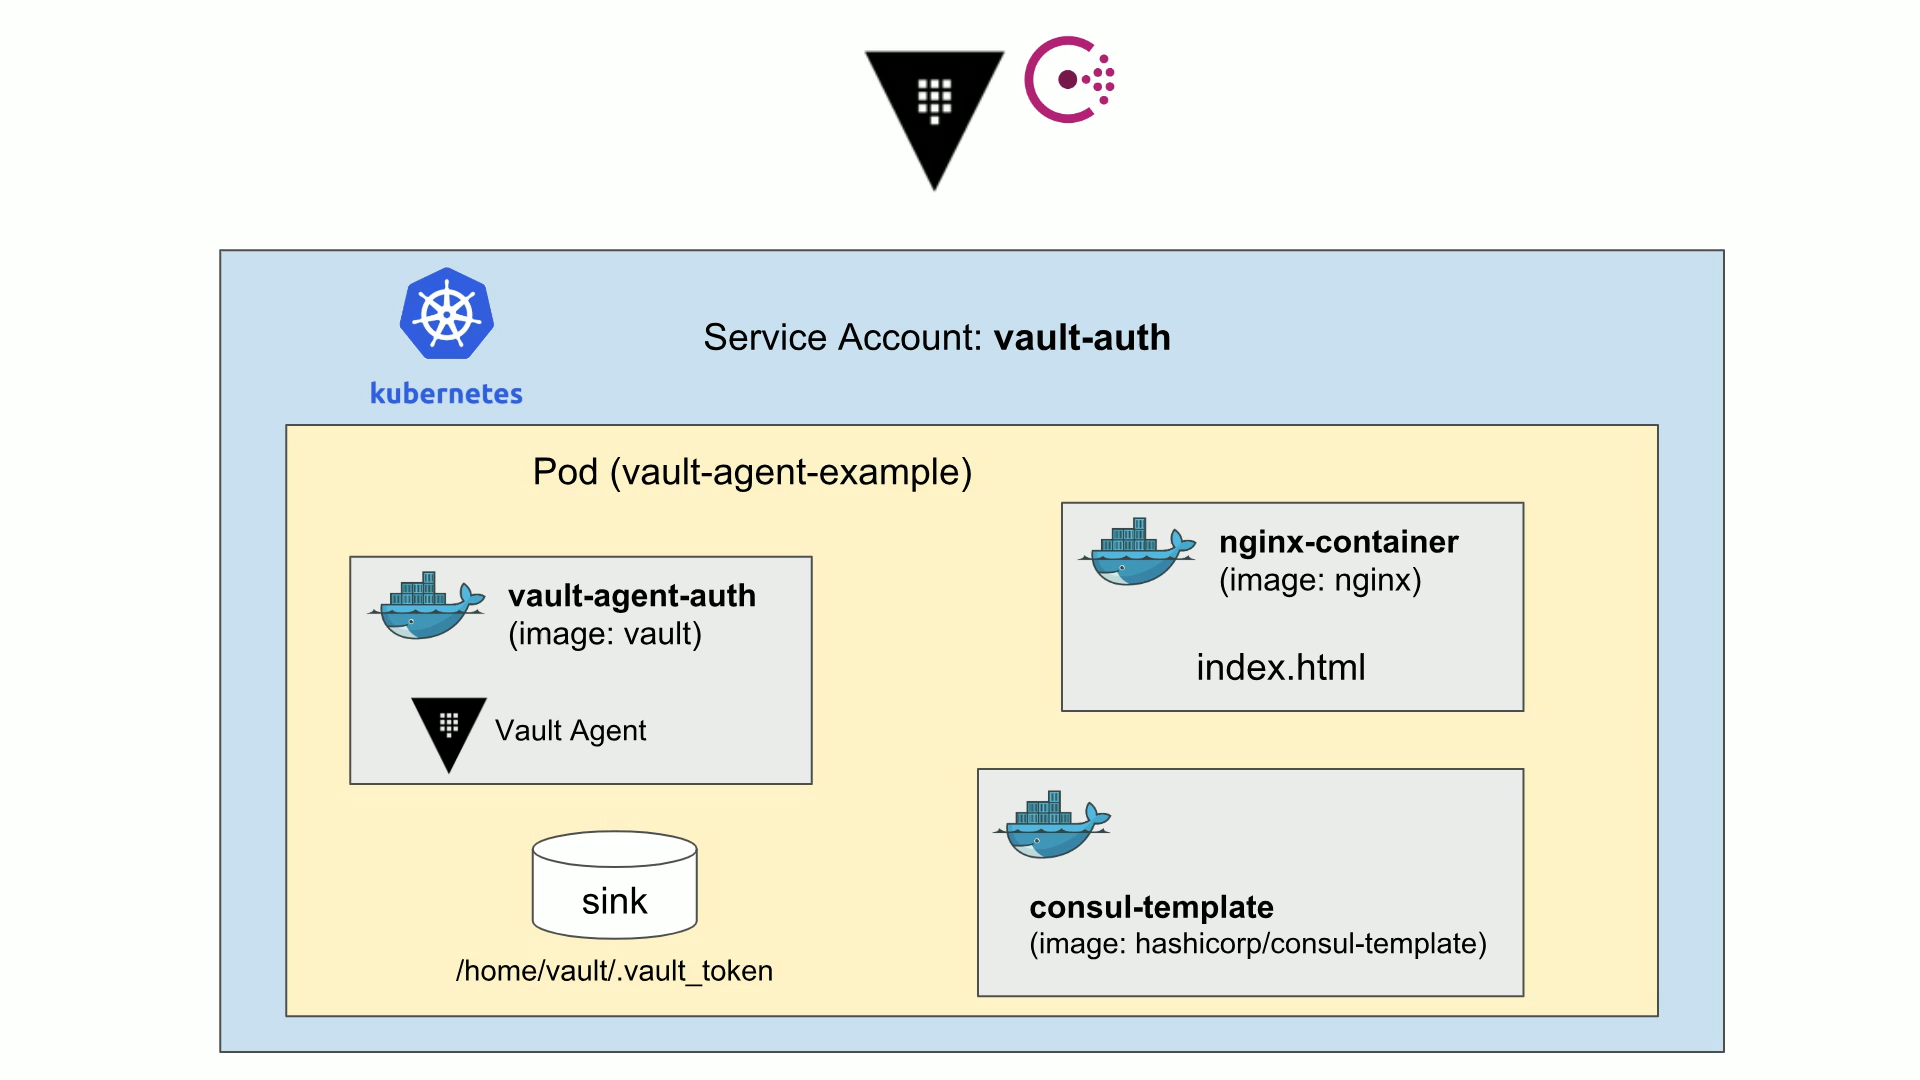 Service Account: vault-auth
kubernetes
Pod (vault-agent-example)
nginx-container
(image: nginx)
index.html
vault-agent-auth
(image: vault)
Vault Agent
sink
/home/vault/.vault_token
consul-template
(image: hashicorp/consul-template)